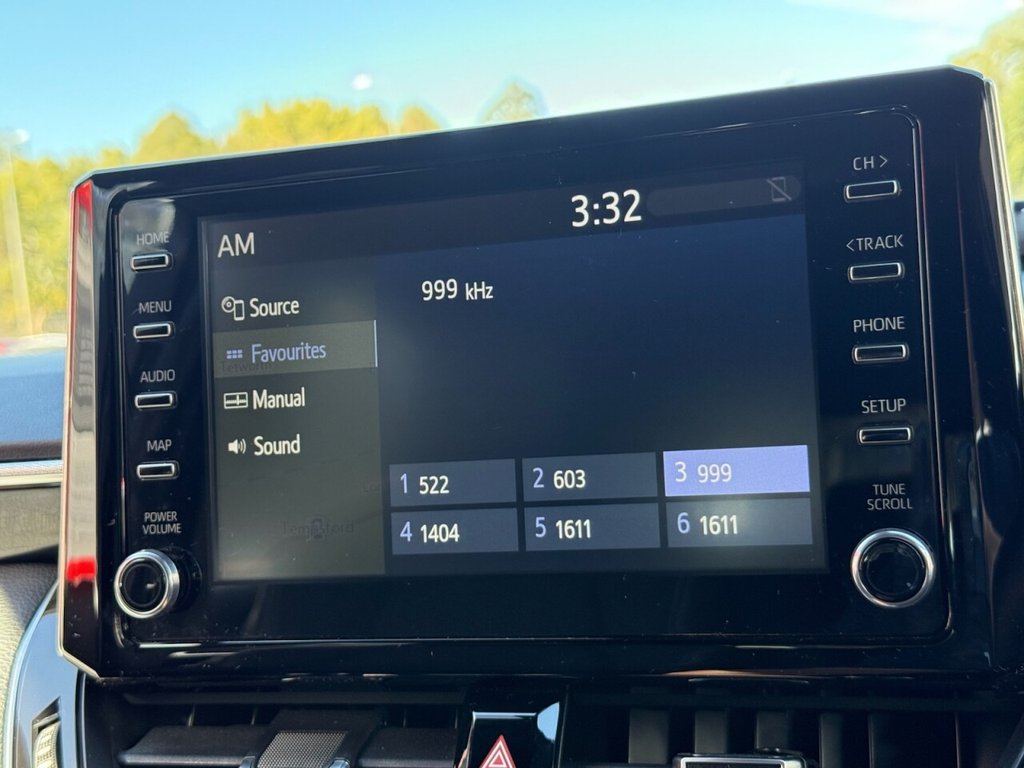 3:32
AM
999 kHz
Source
Favourites
Manual
Sound
1 522
2 603
3 999
4 1404
5 1611
6 1611
HOME
MENU
AUDIO
MAP
POWER
VOLUME
CH >
< TRACK
PHONE
SETUP
TUNE
SCROLL